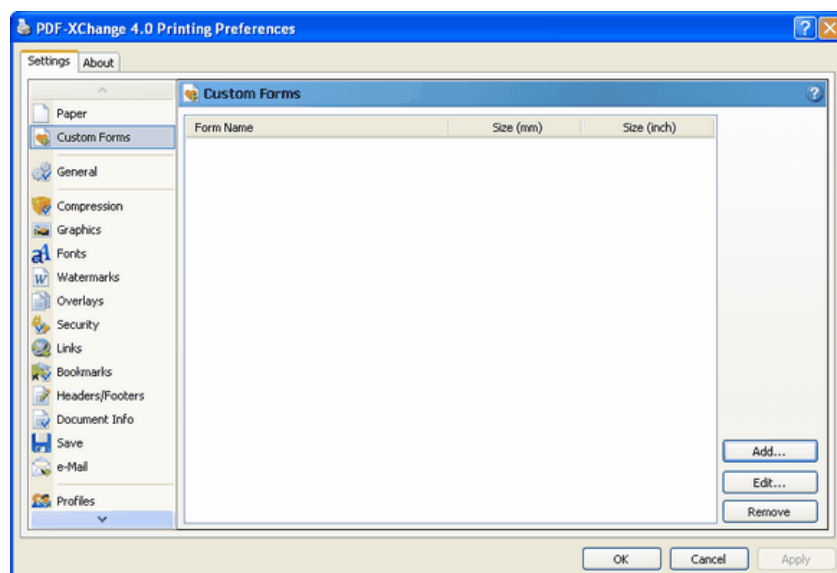 PDF-XChange 4.0 Printing Preferences
Settings
About
Paper
Custom Forms
General
Compression
Graphics
Fonts
Watermarks
Overlays
Security
Links
Bookmarks
Headers/Footers
Document Info
Save
e-Mail
Profiles
Custom Forms
Form Name
Size (mm)
Size (inch)
Add...
Edit...
Remove
OK
Cancel
Apply